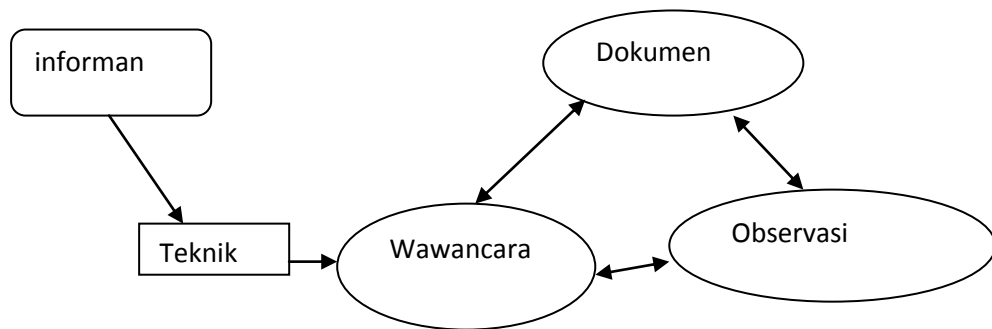 informan
Dokumen
Teknik
Wawancara
Observasi